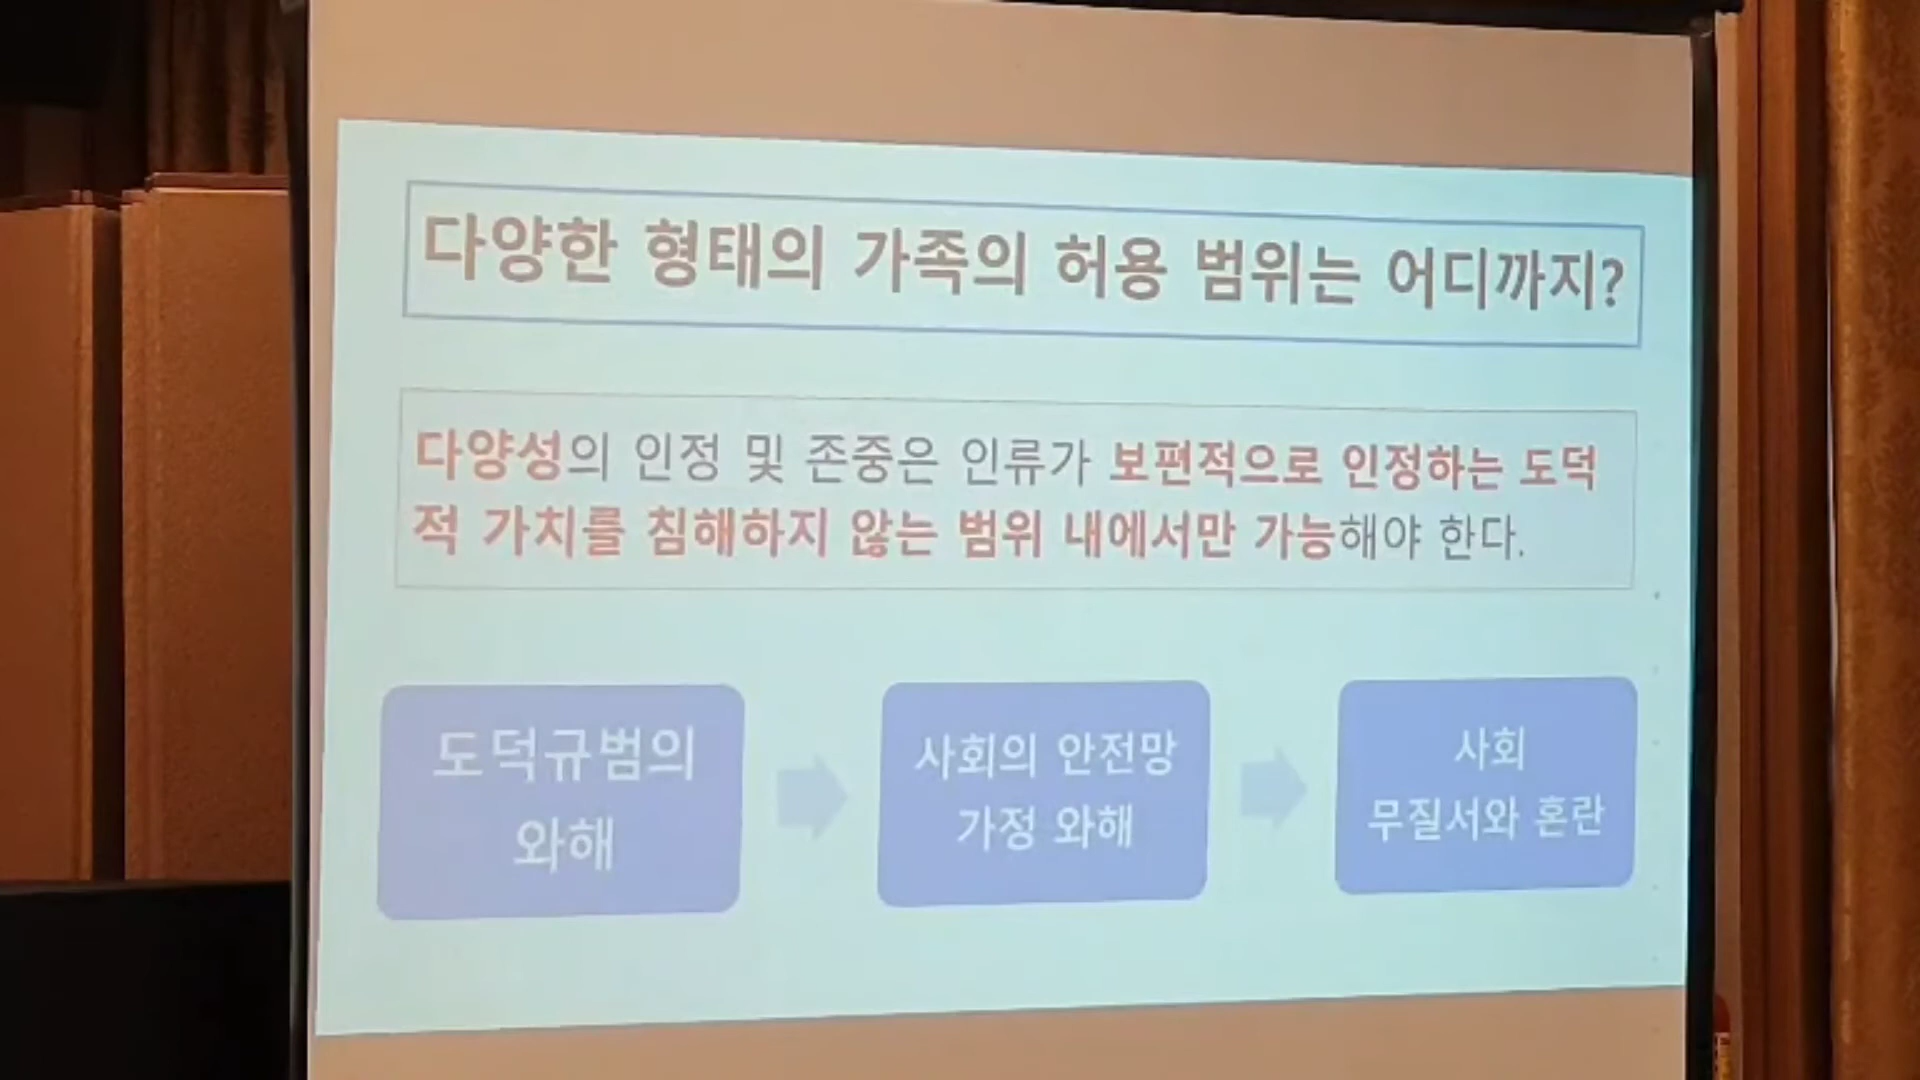 다양한 형태의 가족의 허용 범위는 어디까지?
다양성의 인정 및 존중은 인류가 보편적으로 인정하는 도덕
적 가치를 침해하지 않는 범위 내에서만 가능해야 한다.
도덕규범의
와해
사회의 안전망
가정 와해
사회
무질서와 혼란